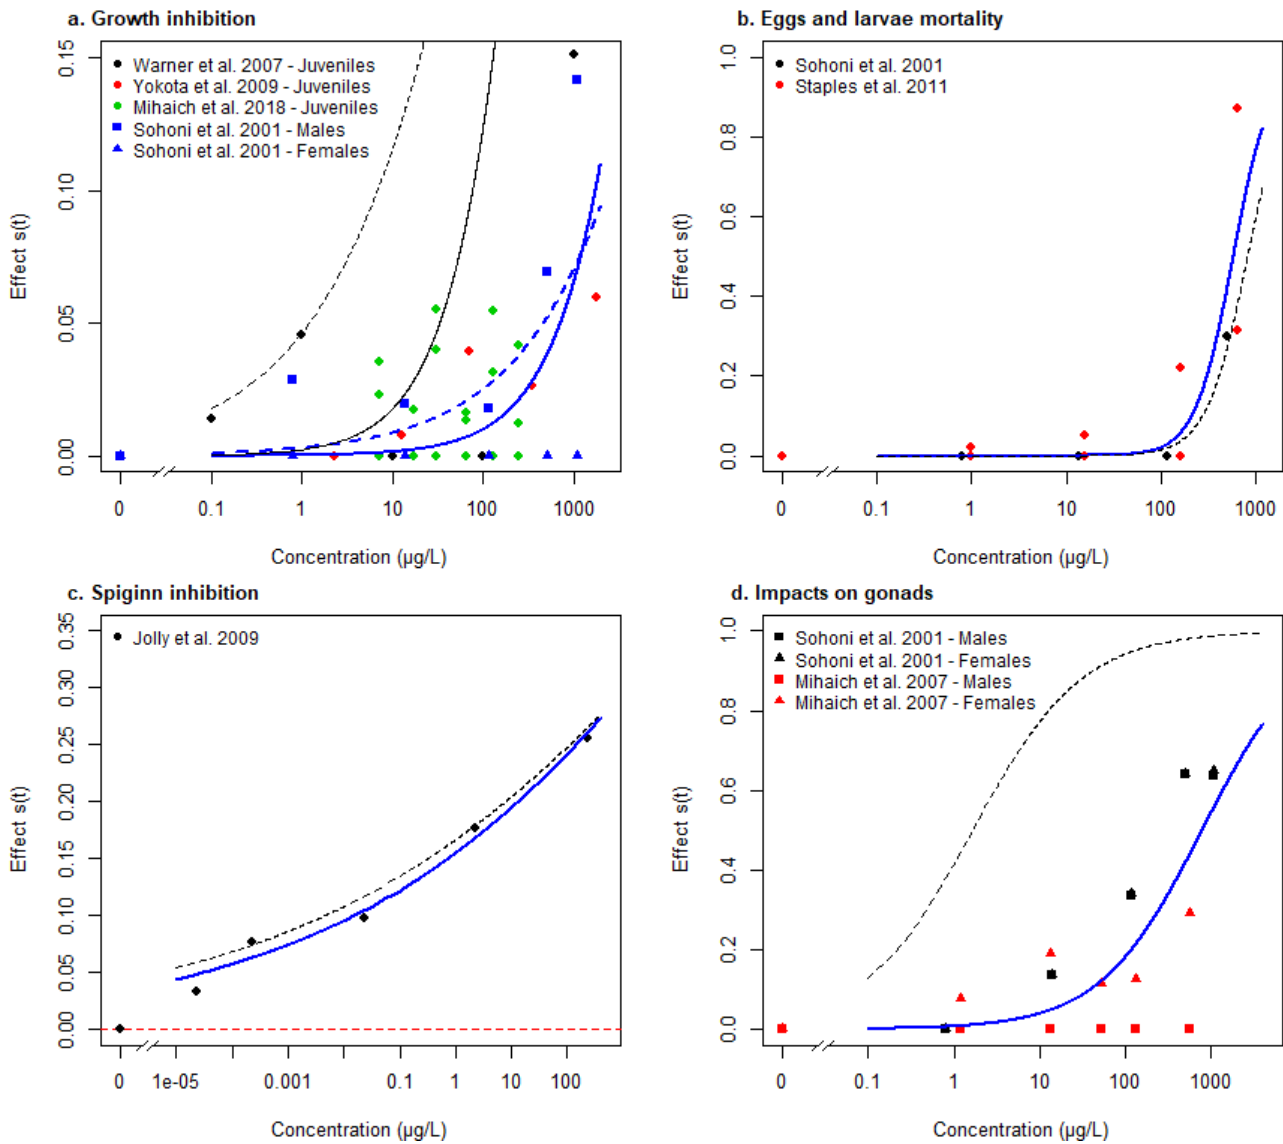 a. Growth inhibition
Effect s(t)
0.15
0.10
0.05
0.00
Warner et al. 2007 - Juveniles
Yokota et al. 2009 - Juveniles
Mihaich et al. 2018 - Juveniles
Sohoni et al. 2001 - Males
Sohoni et al. 2001 - Females
0 0.1 1 10 100 1000
Concentration (µg/L)
b. Eggs and larvae mortality
Effect s(t)
1.0
0.8
0.6
0.4
0.2
0.0
Sohoni et al. 2001
Staples et al. 2011
0 0.1 1 10 100 1000
Concentration (µg/L)
c. Spiginn inhibition
Effect s(t)
0.35
0.30
0.25
0.20
0.15
0.10
0.05
0.00
Jolly et al. 2009
0 1e-05 0.001 0.1 1 10 100
Concentration (µg/L)
d. Impacts on gonads
Effect s(t)
1.0
0.8
0.6
0.4
0.2
0.0
Sohoni et al. 2001 - Males
Sohoni et al. 2001 - Females
Mihaich et al. 2007 - Males
Mihaich et al. 2007 - Females
0 0.1 1 10 100 1000
Concentration (µg/L)